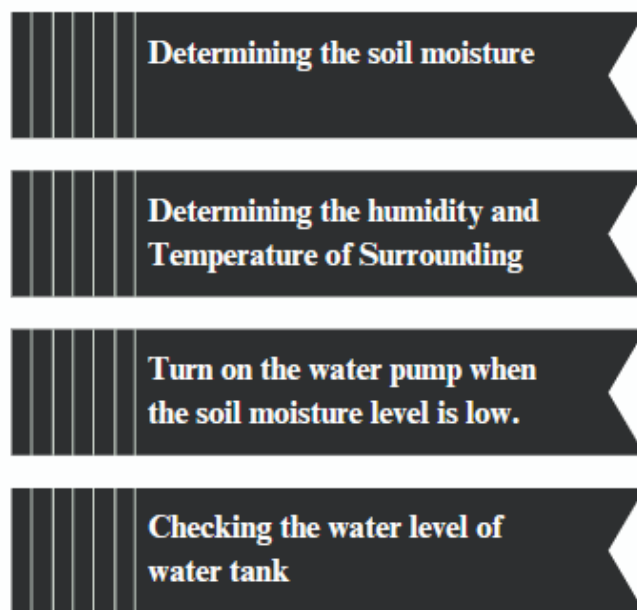 Determining the soil moisture
Determining the humidity and
Temperature of Surrounding
Turn on the water pump when
the soil moisture level is low.
Checking the water level of
water tank